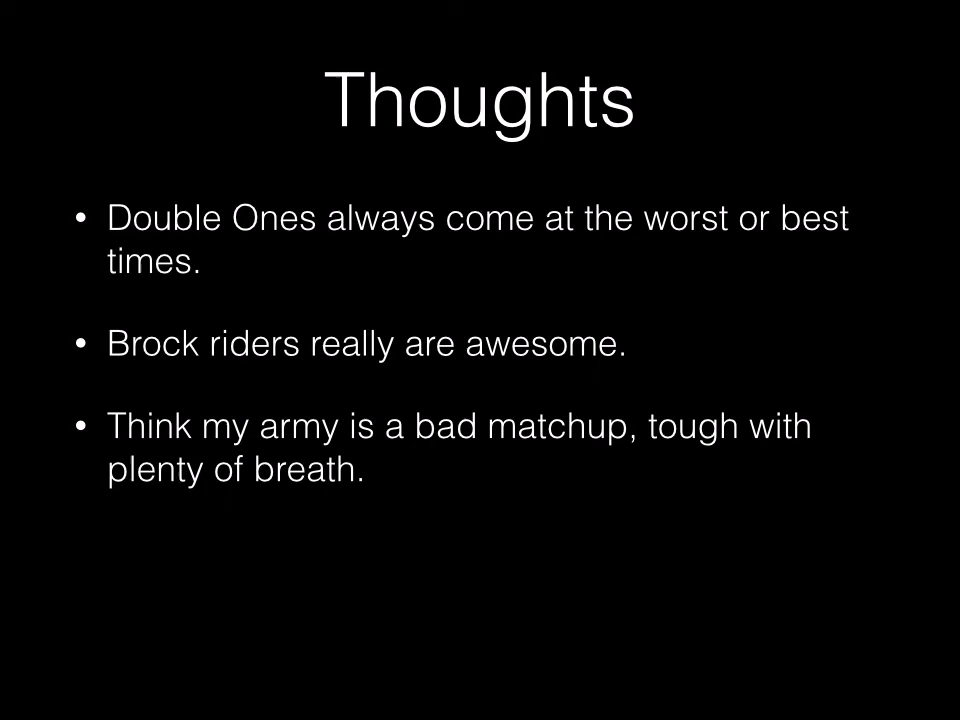 Thoughts
• Double Ones always come at the worst or best
times.
• Brock riders really are awesome.
• Think my army is a bad matchup, tough with
plenty of breath.